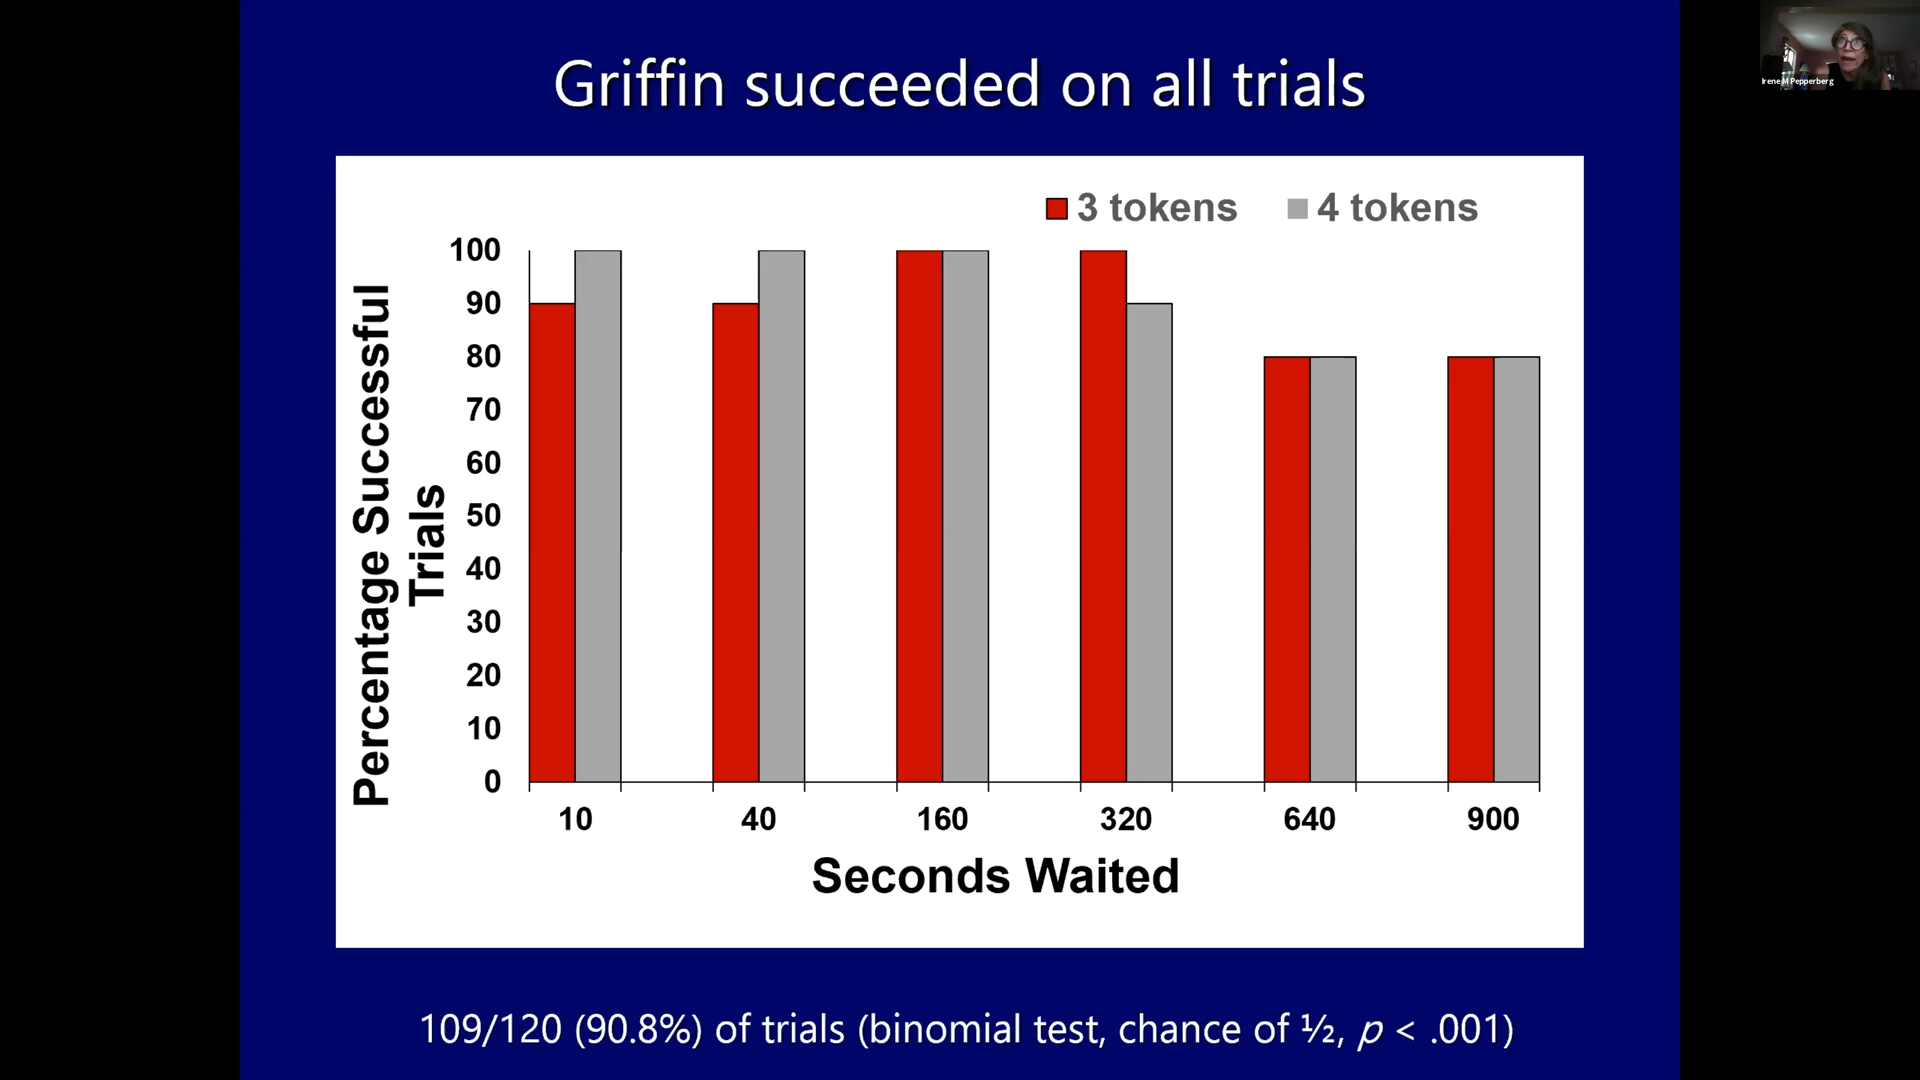 Griffin succeeded on all trials
Irene M Pepperberg
3 tokens 4 tokens
Percentage Successful
Trials
100
90
80
70
60
50
40
30
20
10
0
10 40 160 320 640 900
Seconds Waited
109/120 (90.8%) of trials (binomial test, chance of ½, p < .001)